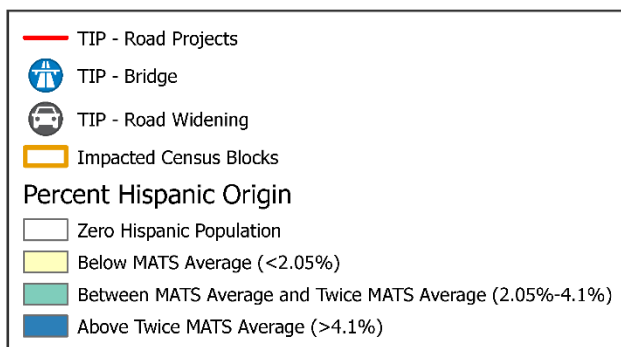 TIP - Road Projects
TIP - Bridge
TIP - Road Widening
Impacted Census Blocks
Percent Hispanic Origin
Zero Hispanic Population
Below MATS Average (<2.05%)
Between MATS Average and Twice MATS Average (2.05%-4.1%)
Above Twice MATS Average (>4.1%)